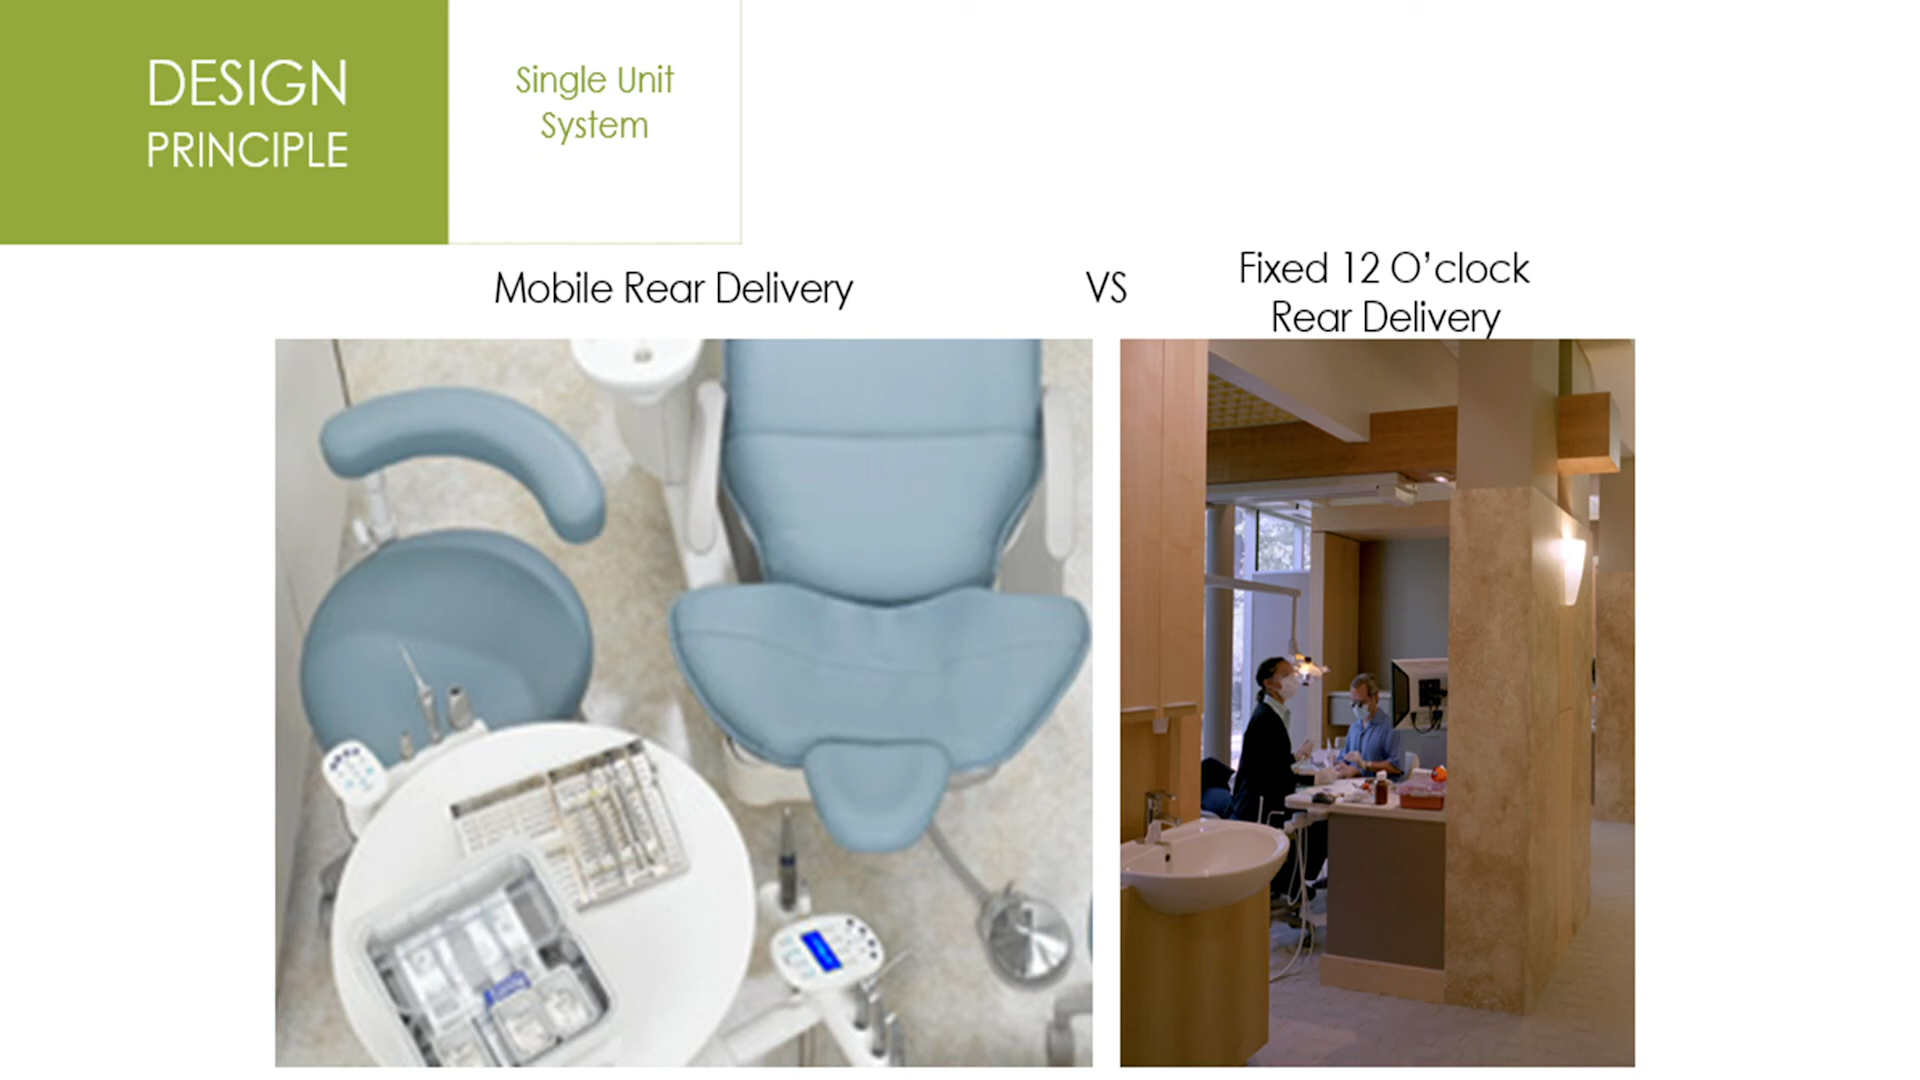 DESIGN
PRINCIPLE
Single Unit
System
Mobile Rear Delivery
VS
Fixed 12 O’clock
Rear Delivery